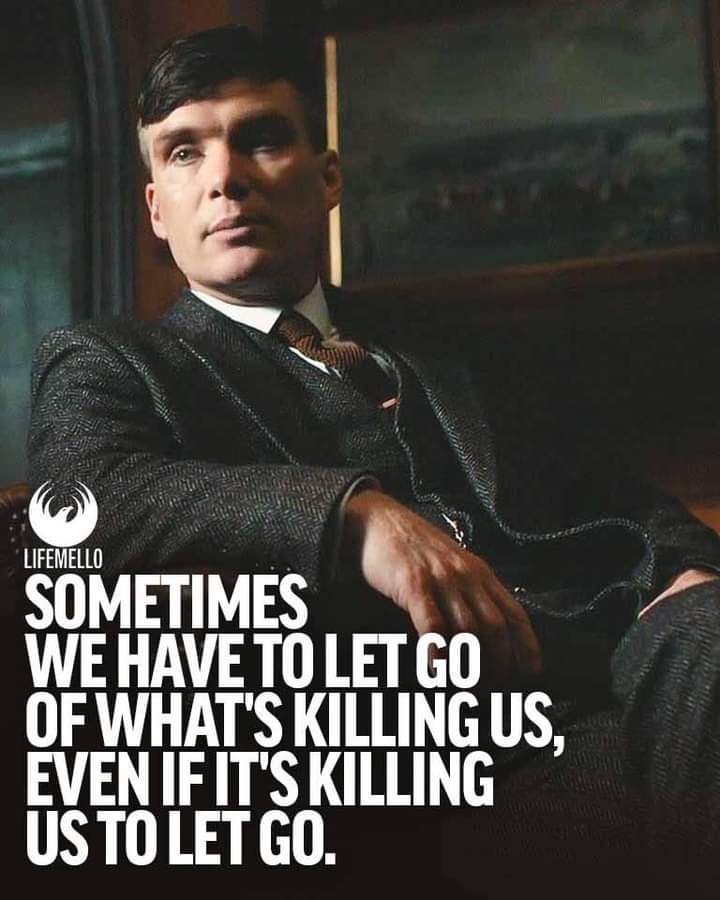 LIFEMELLO
SOMETIMES
WE HAVE TO LET GO
OF WHAT'S KILLING US,
EVEN IF IT'S KILLING
US TO LET GO.